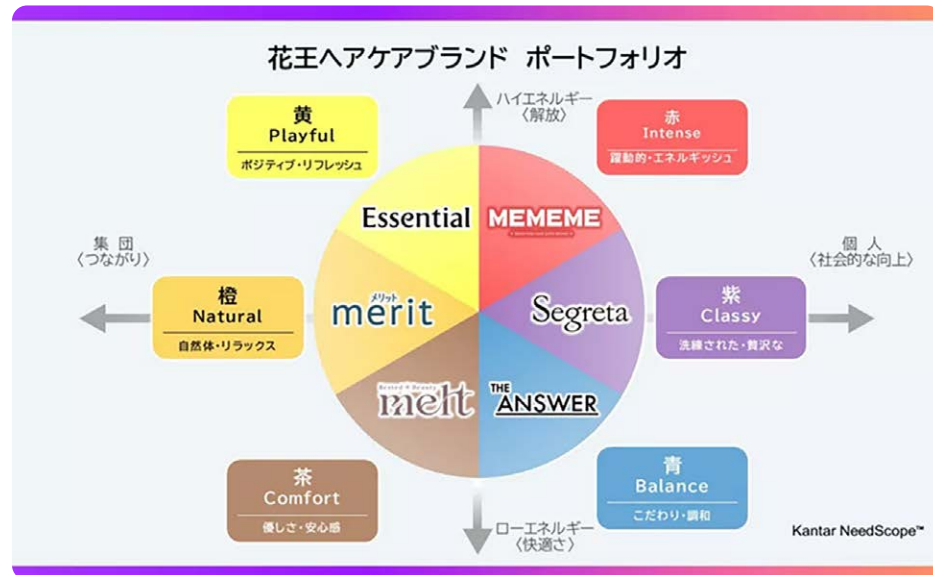 花王ヘアケアブランド ポートフォリオ
黄
Playful
ポジティブ・リフレッシュ
ハイエネルギー
〈解放〉
赤
Intense
躍動的・エネルギッシュ
Essential
MEMEME
集団
〈つながり〉
個人
〈社会的な向上〉
橙
Natural
自然体・リラックス
メリット
merit
Segreta
紫
Classy
洗練された・贅沢な
Rested & Beauty
melt
THE
ANSWER
茶
Comfort
優しさ・安心感
ローエネルギー
〈快適さ〉
青
Balance
こだわり・調和
Kantar NeedScope™